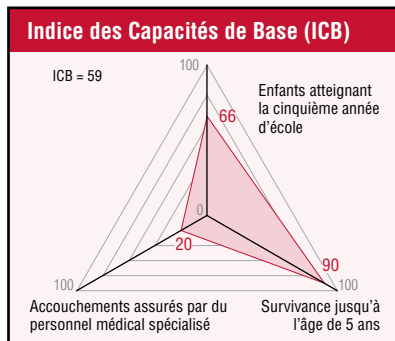 Indice des Capacités de Base (ICB)
100
ICB = 59
Enfants atteignant
la cinquième année
d'école
66
0
20
90
100
100
Accouchements assurés par du
personnel médical spécialisé
Survivance jusqu'à
l'âge de 5 ans